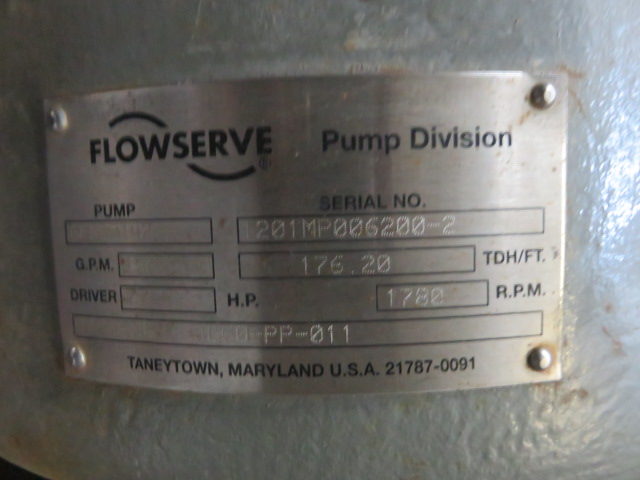 FLOWSERVE ® Pump Division
PUMP SERIAL NO.
1201MP006200-2
G.P.M. 176.20 TDH/FT.
DRIVER H.P. 1780 R.P.M.
-PP-011
TANEYTOWN, MARYLAND U.S.A. 21787-0091